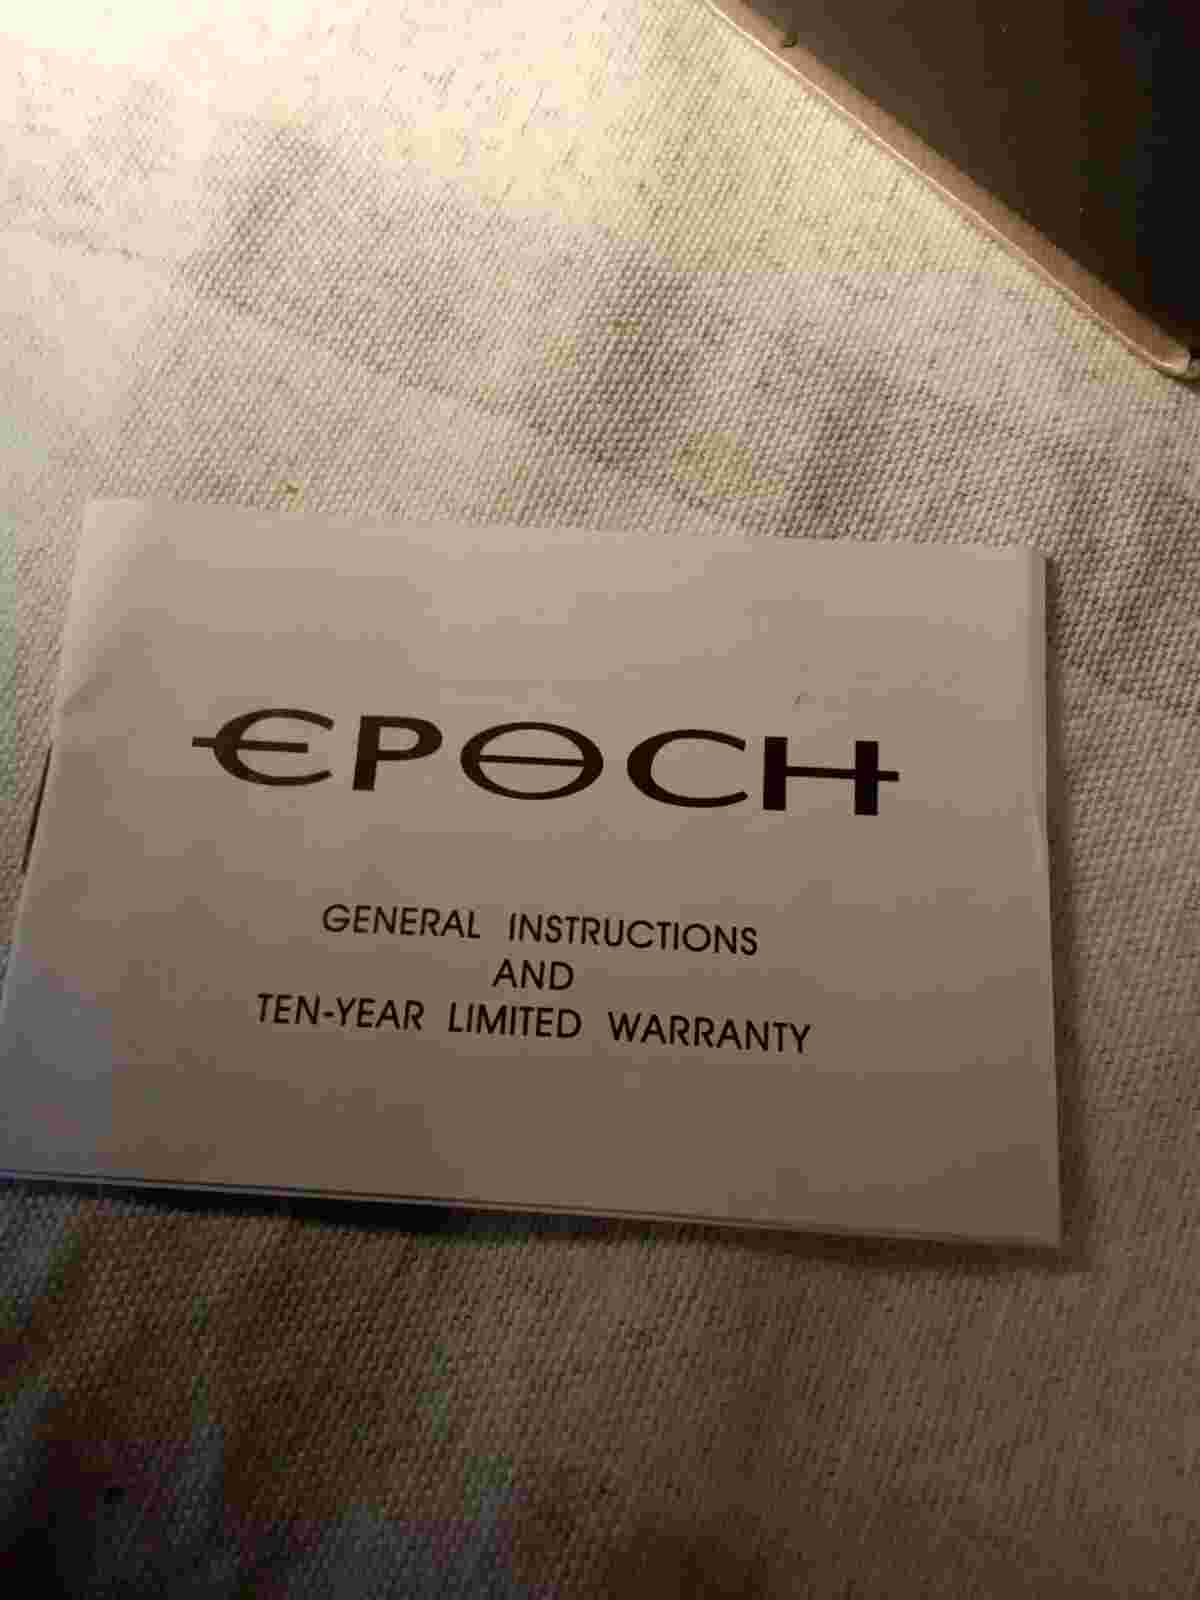 EPOCH
GENERAL INSTRUCTIONS
AND
TEN-YEAR LIMITED WARRANTY